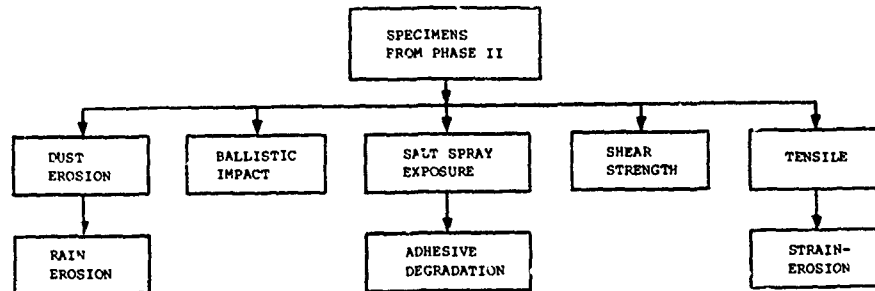 SPECIMENS
FROM PHASE II
DUST
EROSION
BALLISTIC
IMPACT
SALT SPRAY
EXPOSURE
SHEAR
STRENGTH
TENSILE
RAIN
EROSION
ADHESIVE
DEGRADATION
STRAIN-
EROSION